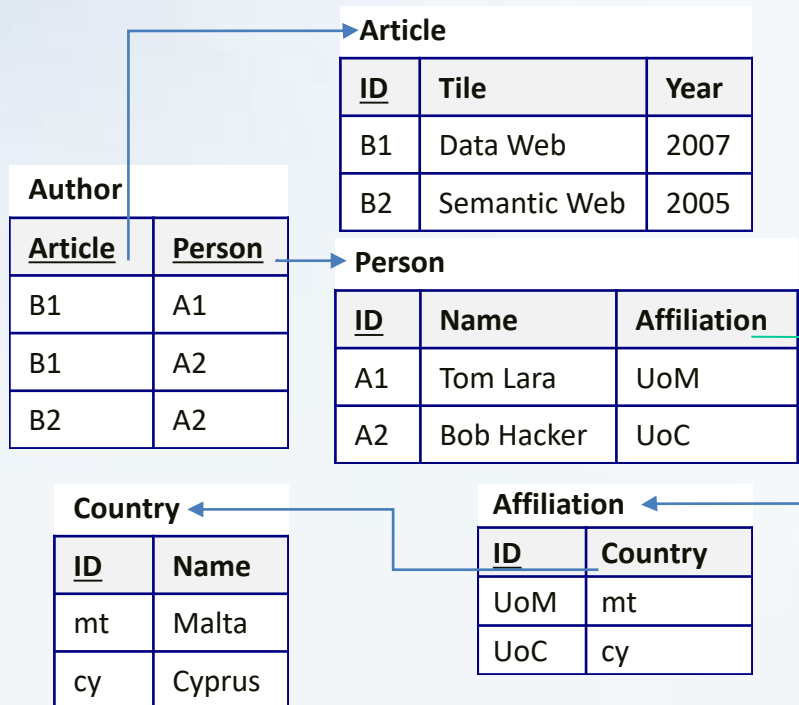 Article
ID Tile Year
B1 Data Web 2007
B2 Semantic Web 2005
Author
Article Person
B1 A1
B1 A2
B2 A2
Person
ID Name Affiliation
A1 Tom Lara UoM
A2 Bob Hacker UoC
Country
ID Name
mt Malta
cy Cyprus
Affiliation
ID Country
UoM mt
UoC cy